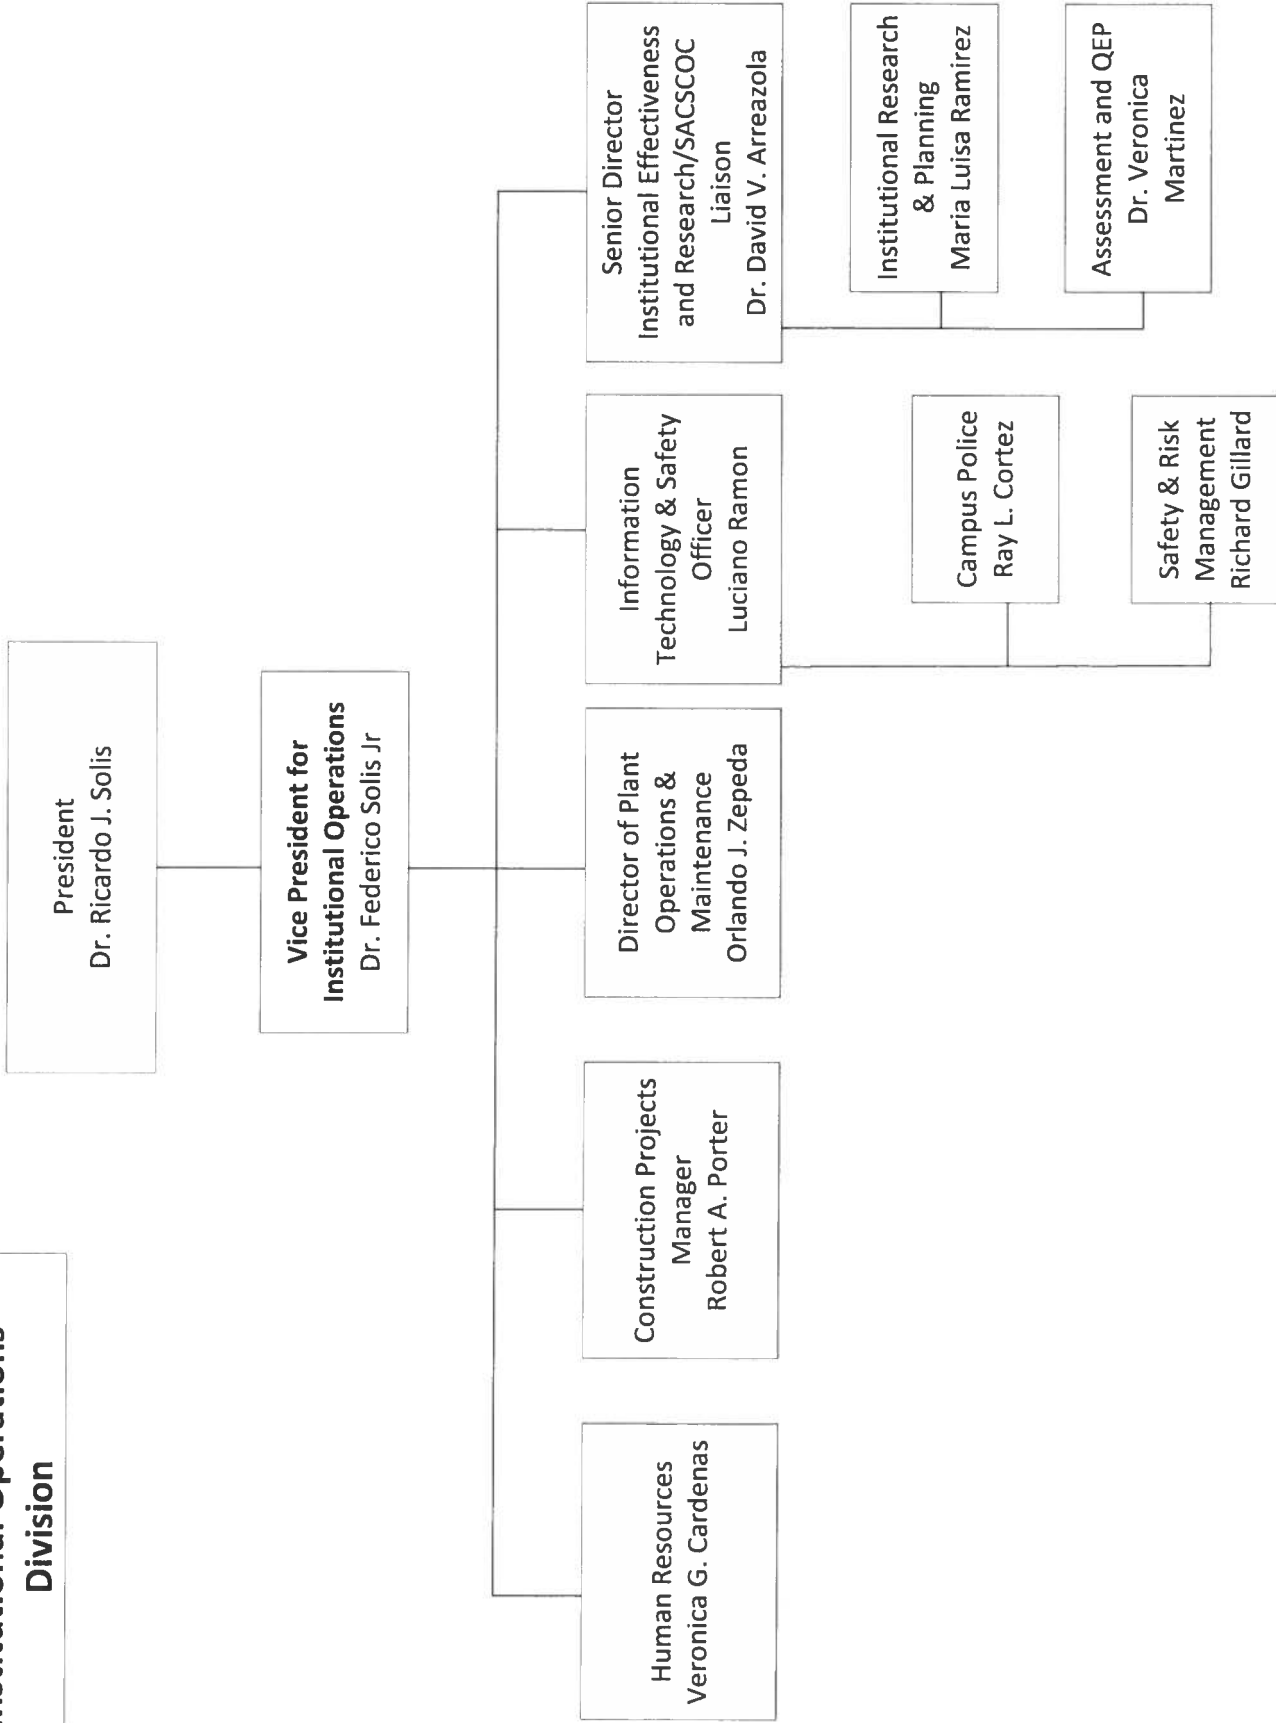 Institutional Operations
Division
President
Dr. Ricardo J. Solis
Vice President for
Institutional Operations
Dr. Federico Solis Jr
Human Resources
Veronica G. Cardenas
Construction Projects
Manager
Robert A. Porter
Director of Plant
Operations &
Maintenance
Orlando J. Zepeda
Information
Technology & Safety
Officer
Luciano Ramon
Campus Police
Ray L. Cortez
Safety & Risk
Management
Richard Gillard
Senior Director
Institutional Effectiveness
and Research/SACSCOC
Liaison
Dr. David V. Arreazola
Institutional Research
& Planning
Maria Luisa Ramirez
Assessment and QEP
Dr. Veronica
Martinez